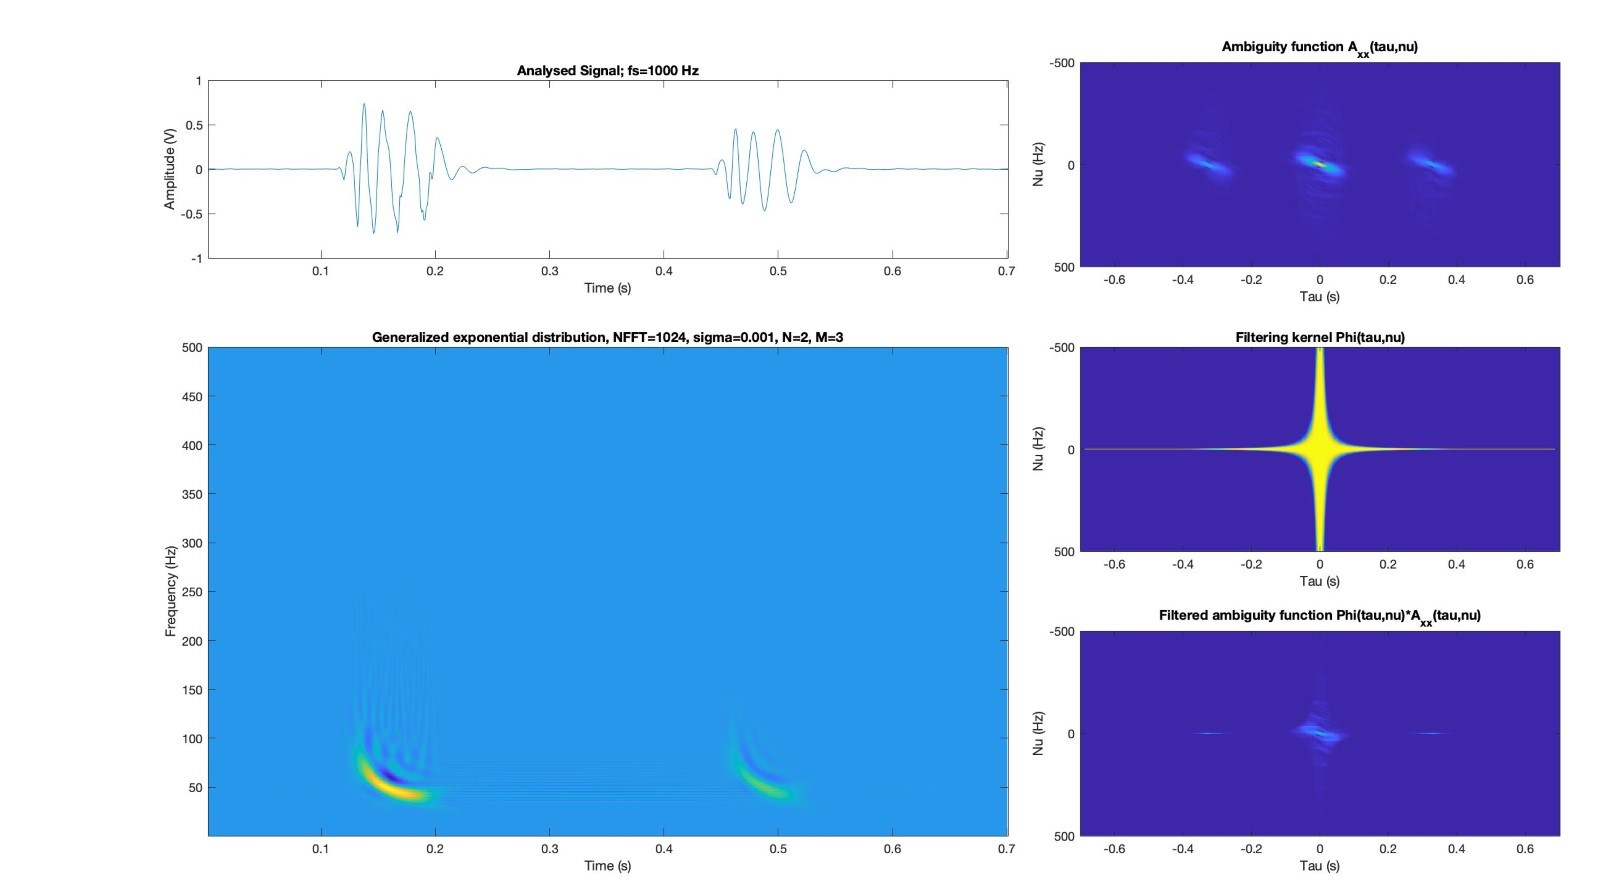 Analysed Signal; fs=1000 Hz
1
0.5
0
-0.5
-1
Amplitude (V)
0.1 0.2 0.3 0.4 0.5 0.6 0.7
Time (s)
Generalized exponential distribution, NFFT=1024, sigma=0.001, N=2, M=3
500
450
400
350
300
250
200
150
100
50
Frequency (Hz)
0.1 0.2 0.3 0.4 0.5 0.6 0.7
Time (s)
Ambiguity function Axx(tau,nu)
-500
0
500
Nu (Hz)
-0.6 -0.4 -0.2 0 0.2 0.4 0.6
Tau (s)
Filtering kernel Phi(tau,nu)
-500
0
500
Nu (Hz)
-0.6 -0.4 -0.2 0 0.2 0.4 0.6
Tau (s)
Filtered ambiguity function Phi(tau,nu)*Axx(tau,nu)
-500
0
500
Nu (Hz)
-0.6 -0.4 -0.2 0 0.2 0.4 0.6
Tau (s)